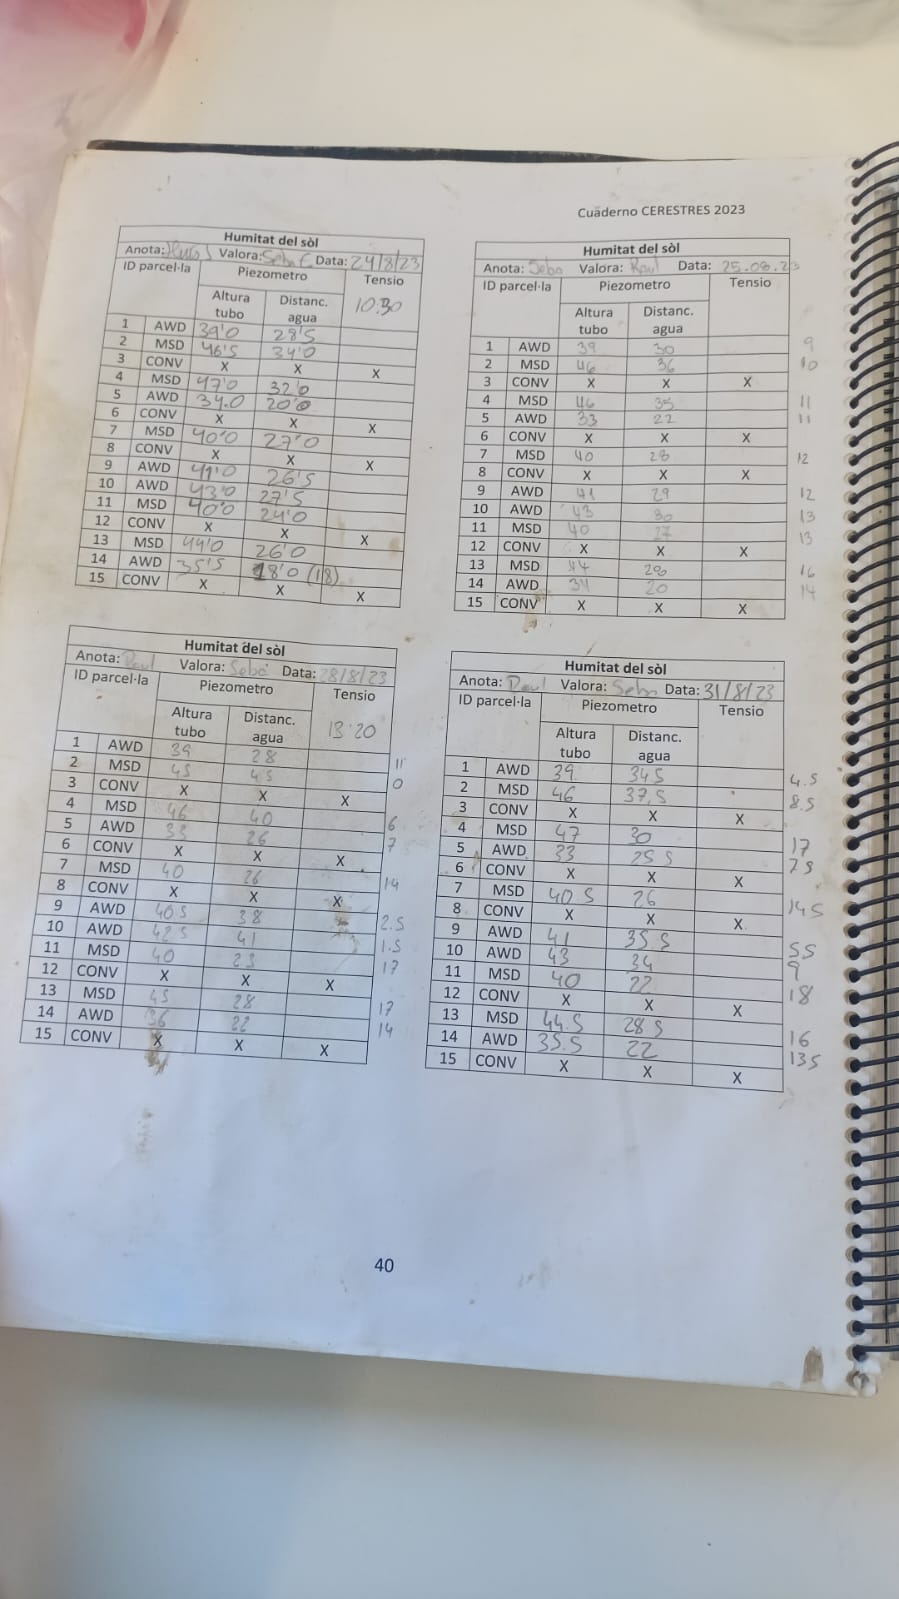 Cuaderno CERESTRES 2023
Humitat del sòl
Anota: Valora: Seba E Data: 24/8/23
ID parcel·la Piezometro Tensio
Altura tubo Distanc. agua 10:30
1 AWD 39'0 28'5
2 MSD 46'5 34'0
3 CONV X X X
4 MSD 47'0 32'0
5 AWD 34.0 20'0
6 CONV X X X
7 MSD 40'0 27'0
8 CONV X X X
9 AWD 41'0 26'5
10 AWD 43'0 27'5
11 MSD 40'0 24'0
12 CONV X X X
13 MSD 44'0 26'0
14 AWD 35'5 18'0 (18)
15 CONV X X X
Humitat del sòl
Anota: Seba Valora: Raul Data: 25.08.23
ID parcel·la Piezometro Tensio
Altura tubo Distanc. agua
1 AWD 39 30 9
2 MSD 46 36 10
3 CONV X X X
4 MSD 46 35 11
5 AWD 33 22 11
6 CONV X X X
7 MSD 40 28 12
8 CONV X X X
9 AWD 41 29 12
10 AWD 43 30 13
11 MSD 40 27 13
12 CONV X X X
13 MSD 44 28 16
14 AWD 34 20 14
15 CONV X X X
Humitat del sòl
Anota: Raul Valora: Seba Data: 28/8/23
ID parcel·la Piezometro Tensio
Altura tubo Distanc. agua 13:20
1 AWD 39 28 11
2 MSD 45 45 0
3 CONV X X X
4 MSD 46 40 6
5 AWD 33 26 7
6 CONV X X X
7 MSD 40 26 14
8 CONV X X X
9 AWD 40 5 38 2.5
10 AWD 42 5 41 1.5
11 MSD 40 23 17
12 CONV X X X
13 MSD 45 28 17
14 AWD 36 22 14
15 CONV X X X
Humitat del sòl
Anota: Raul Valora: Seba Data: 31/8/23
ID parcel·la Piezometro Tensio
Altura tubo Distanc. agua
1 AWD 39 34 5 4.5
2 MSD 46 37,5 8.5
3 CONV X X X
4 MSD 47 30 17
5 AWD 33 25 5 7 5
6 CONV X X X
7 MSD 40 5 26 14 5
8 CONV X X X
9 AWD 41 35 5 5 5
10 AWD 43 34 9
11 MSD 40 22 18
12 CONV X X X
13 MSD 44.5 28 5 16
14 AWD 35.5 22 13 5
15 CONV X X X
40